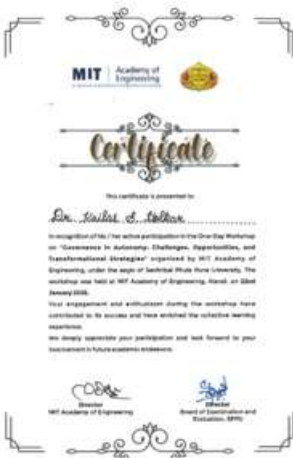 MIT Academy of
Engineering
Certificate
This certificate is presented to
Dr.
In recognition of his / her active participation in the One-Day Workshop
on "Governance in Autonomy: Challenges, Opportunities, and
Transformational Strategies" organized by MIT Academy of
Engineering, under the aegis of Savitribai Phule Pune University. The
workshop was held at MIT Academy of Engineering, Alandi, on 22nd
January
Your engagement and enthusiasm during the workshop have
contributed to its success and have enriched the collective learning
experience.
We deeply appreciate your participation and look forward to your
involvement in future academic endeavors.
Director
MIT Academy of Engineering
Director
Board of Examination and
Evaluation, SPPU